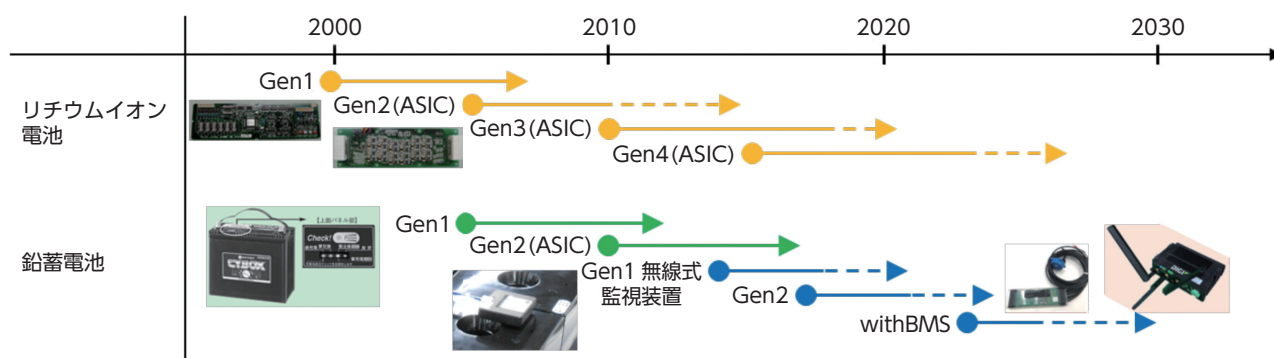 2000
2010
2020
2030
リチウムイオン
電池
Gen1
Gen2(ASIC)
Gen3(ASIC)
Gen4(ASIC)
鉛蓄電池
Check!
Gen1
Gen2(ASIC)
Gen1 無線式
監視装置
Gen2
withBMS